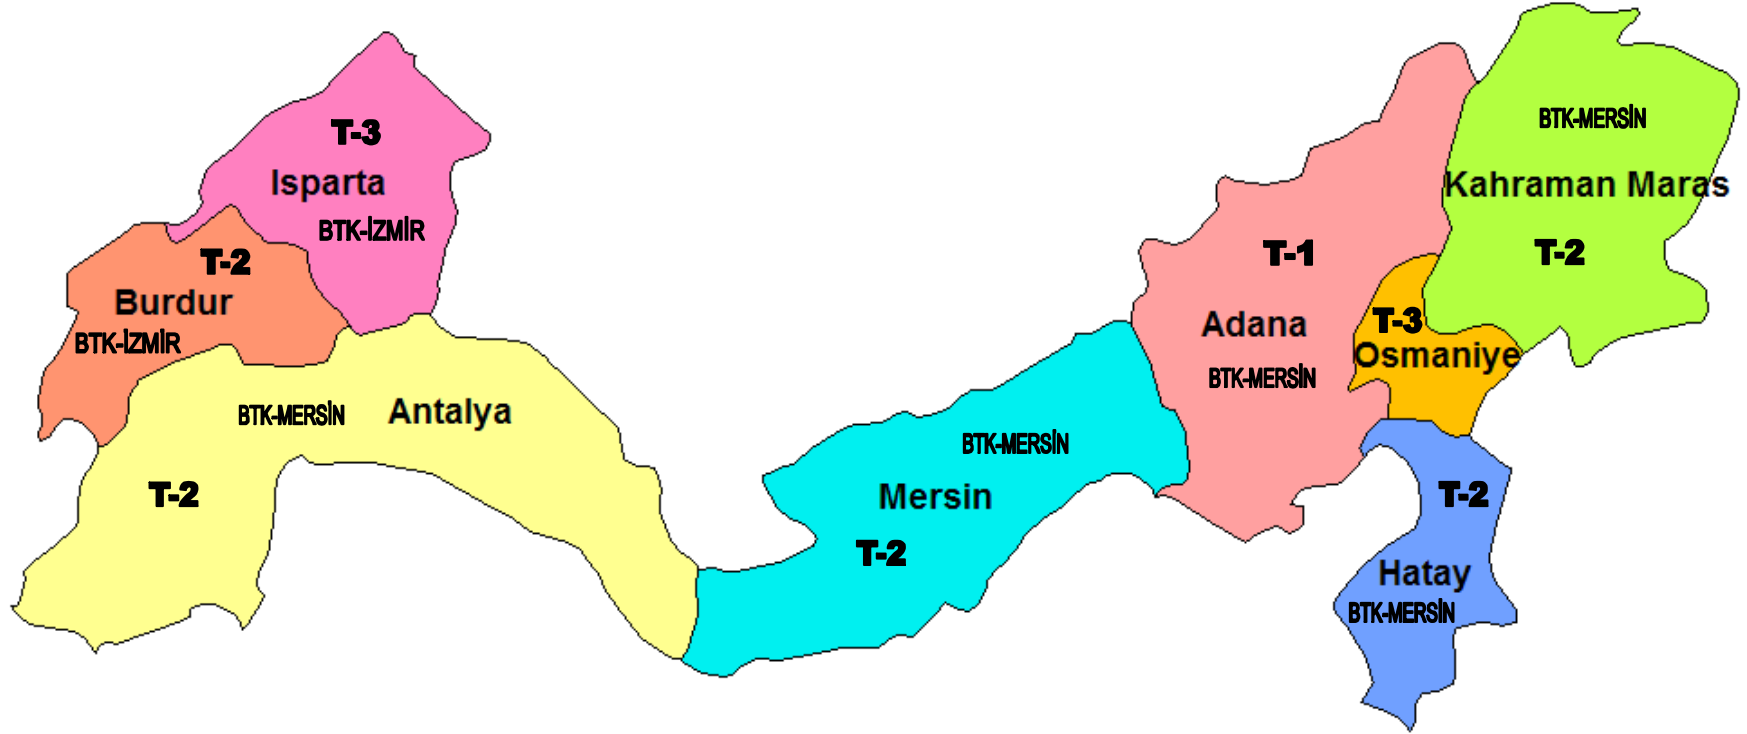 T-3
Isparta
BTK-İZMİR
T-2
Burdur
BTK-İZMİR
BTK-MERSİN
Antalya
T-2
BTK-MERSİN
Mersin
T-2
T-1
Adana
BTK-MERSİN
BTK-MERSİN
Kahraman Maras
T-2
T-3
Osmaniye
T-2
Hatay
BTK-MERSİN